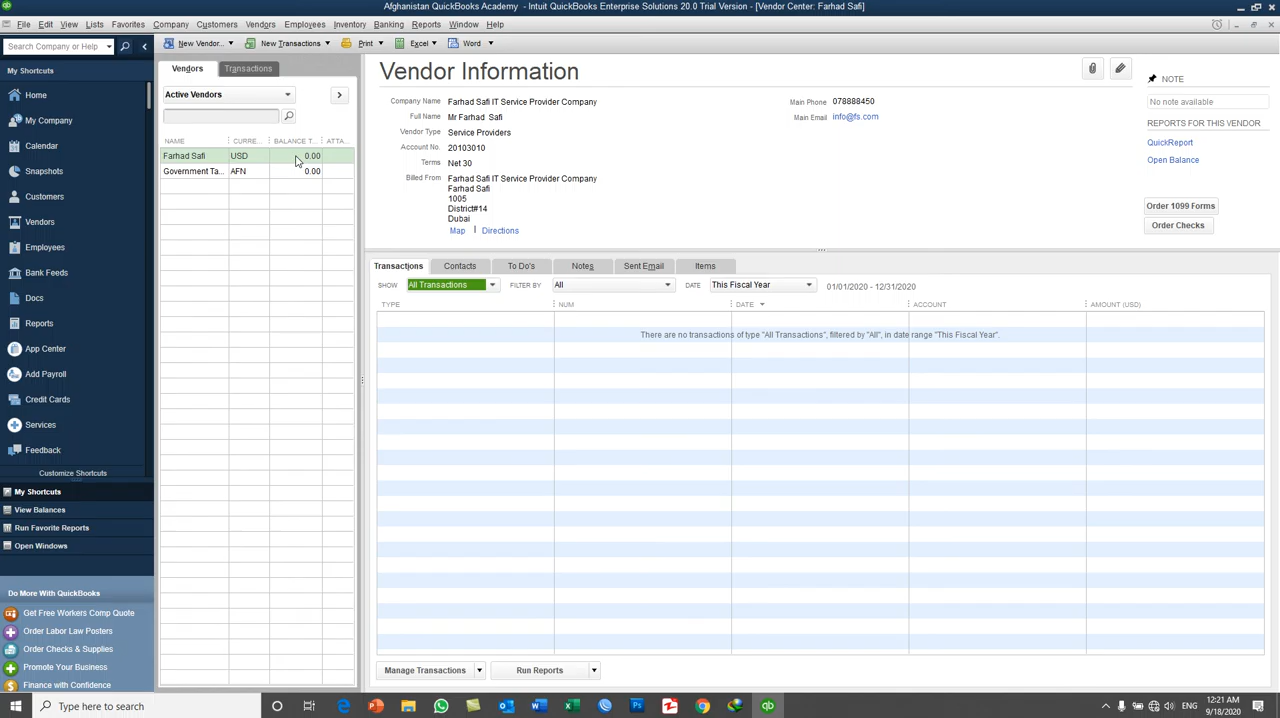 Afghanistan QuickBooks Academy - Intuit QuickBooks Enterprise Solutions 20.0 Trial Version - [Vendor Center: Farhad Safi]
File Edit View Lists Favorites Company Customers Vendors Employees Inventory Banking Reports Window Help
Search Company or Help
New Vendor... New Transactions Print Excel Word
My Shortcuts
Home
My Company
Calendar
Snapshots
Customers
Vendors
Employees
Bank Feeds
Docs
Reports
App Center
Add Payroll
Credit Cards
Services
Feedback
Customize Shortcuts
My Shortcuts
View Balances
Run Favorite Reports
Open Windows
Do More With QuickBooks
Get Free Workers Comp Quote
Order Labor Law Posters
Order Checks & Supplies
Promote Your Business
Finance with Confidence
Vendors Transactions
Active Vendors
NAME CURRE... BALANCE T... ATTA...
Farhad Safi USD 0.00
Government Ta... AFN 0.00
Vendor Information
Company Name Farhad Safi IT Service Provider Company
Full Name Mr Farhad Safi
Vendor Type Service Providers
Account No. 20103010
Terms Net 30
Billed From Farhad Safi IT Service Provider Company
Farhad Safi
1005
District#14
Dubai
Map Directions
Main Phone 078888450
Main Email info@fs.com
NOTE
No note available
REPORTS FOR THIS VENDOR
QuickReport
Open Balance
Order 1099 Forms
Order Checks
Transactions Contacts To Do's Notes Sent Email Items
SHOW All Transactions FILTER BY All DATE This Fiscal Year 01/01/2020 - 12/31/2020
TYPE NUM DATE ACCOUNT AMOUNT (USD)
There are no transactions of type "All Transactions", filtered by "All", in date range "This Fiscal Year".
Manage Transactions Run Reports
Type here to search
12:21 AM
9/18/2020